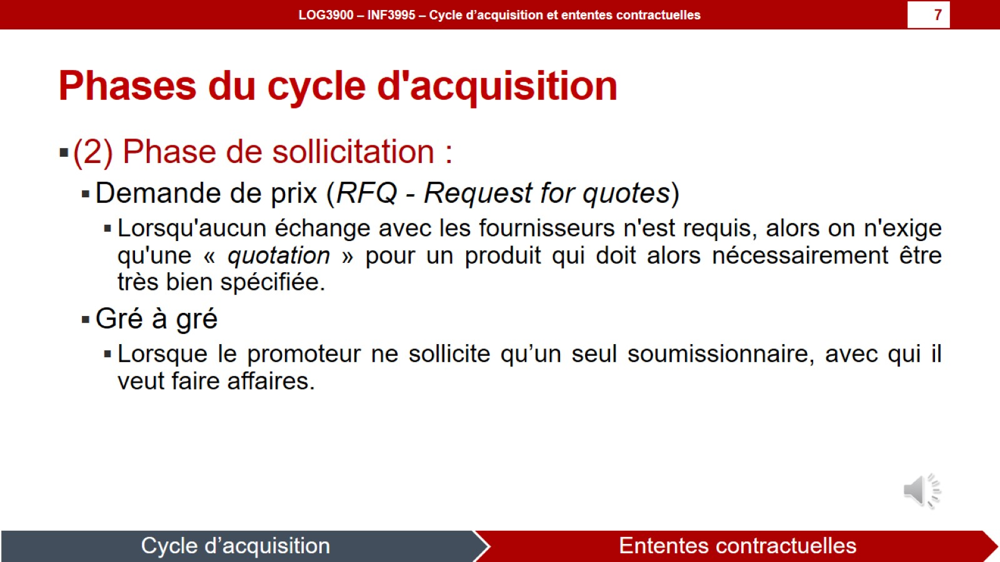 LOG3900 – INF3995 – Cycle d’acquisition et ententes contractuelles
7
Phases du cycle d'acquisition
(2) Phase de sollicitation :
Demande de prix (RFQ - Request for quotes)
Lorsqu'aucun échange avec les fournisseurs n'est requis, alors on n'exige
qu'une « quotation » pour un produit qui doit alors nécessairement être
très bien spécifiée.
Gré à gré
Lorsque le promoteur ne sollicite qu’un seul soumissionnaire, avec qui il
veut faire affaires.
Cycle d’acquisition
Ententes contractuelles